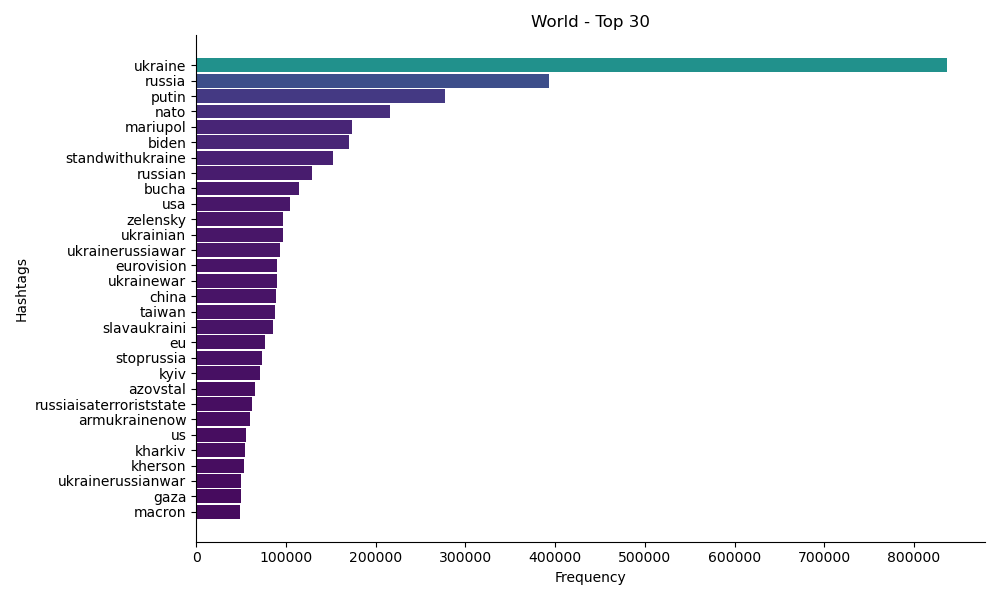 World - Top 30
ukraine
russia
putin
nato
mariupol
biden
standwithukraine
russian
bucha
usa
zelensky
ukrainian
ukrainerussiawar
eurovision
ukrainewar
china
taiwan
slavaukraini
eu
stoprussia
kyiv
azovstal
russiaisaterroriststate
armukrainenow
us
kharkiv
kherson
ukrainerussianwar
gaza
macron
Hashtags
0 100000 200000 300000 400000 500000 600000 700000 800000
Frequency